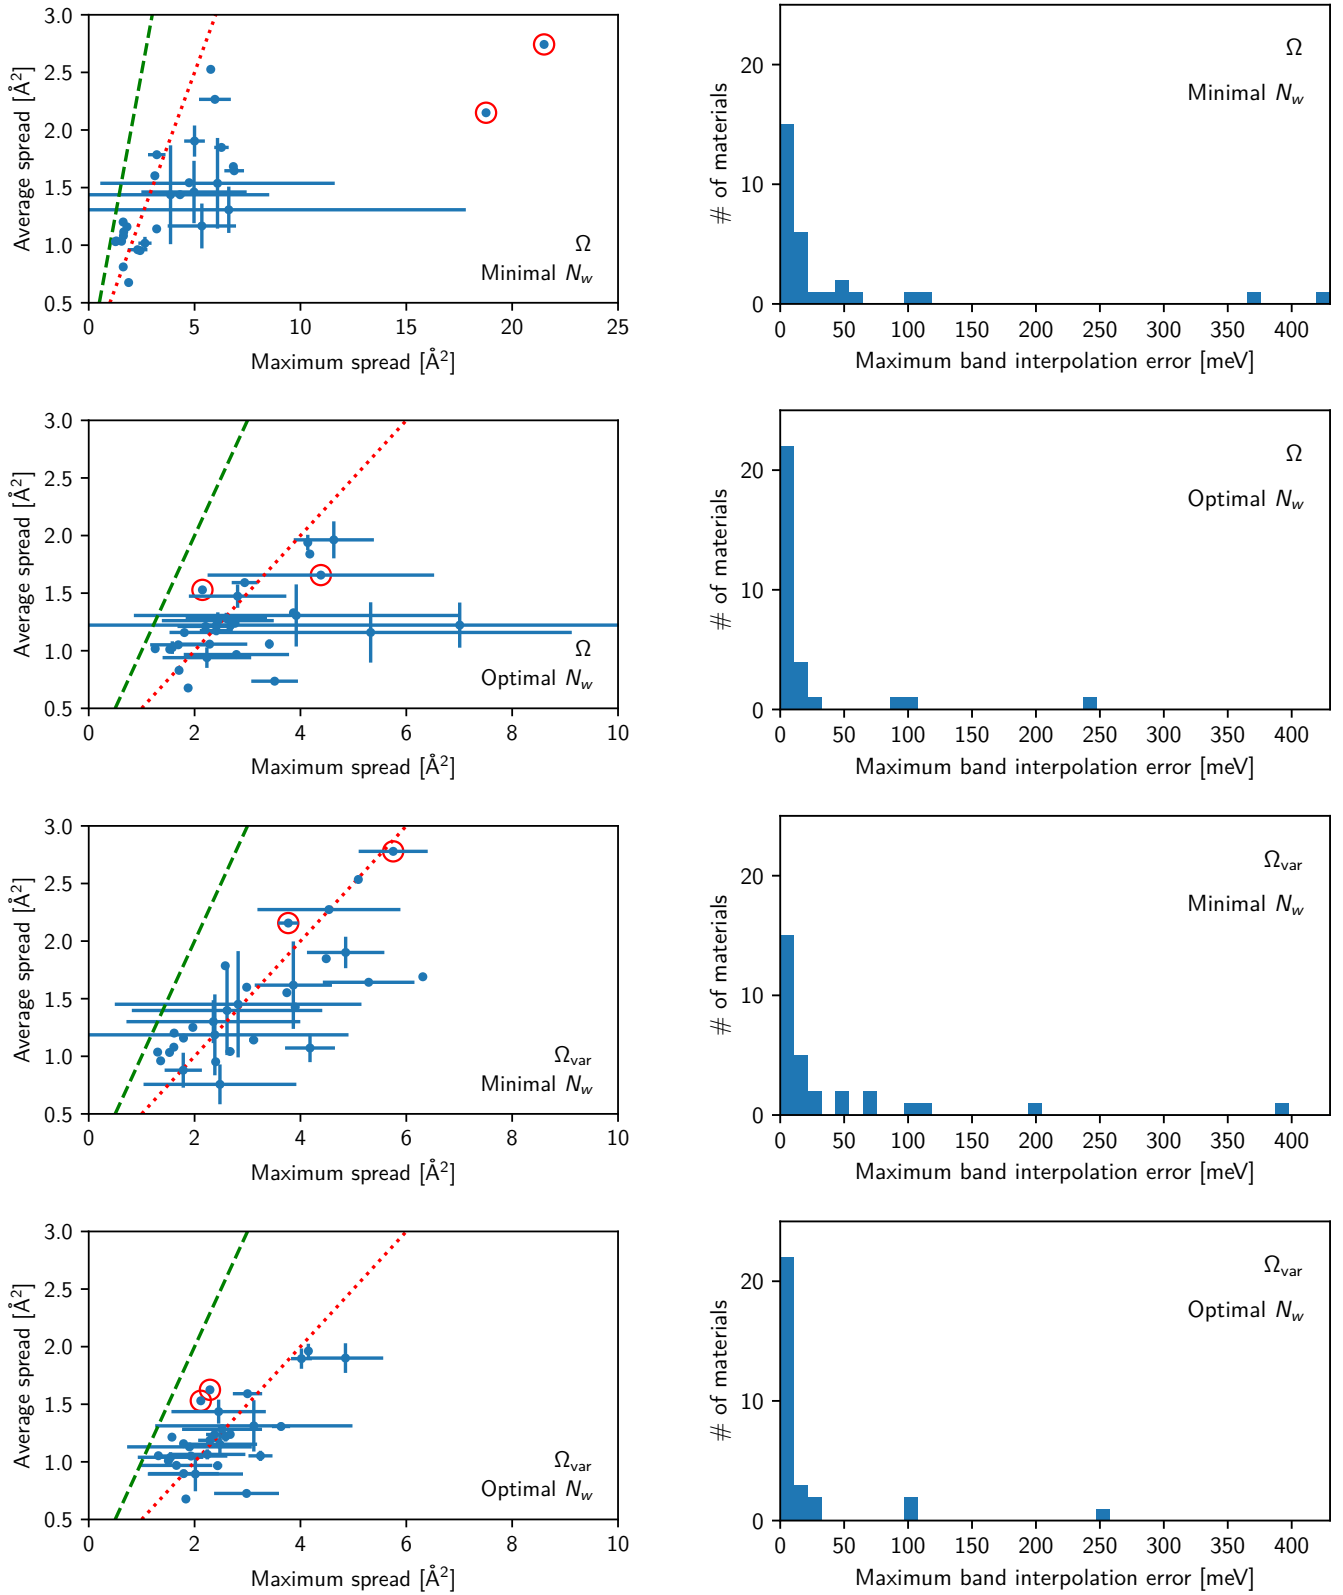 3.0
2.5
2.0
1.5
1.0
0.5
Average spread [Å²]
Ω
Minimal N_w
0 5 10 15 20 25
Maximum spread [Å²]
20
10
0
# of materials
Ω
Minimal N_w
0 50 100 150 200 250 300 350 400
Maximum band interpolation error [meV]
3.0
2.5
2.0
1.5
1.0
0.5
Average spread [Å²]
Ω
Optimal N_w
0 2 4 6 8 10
Maximum spread [Å²]
20
10
0
# of materials
Ω
Optimal N_w
0 50 100 150 200 250 300 350 400
Maximum band interpolation error [meV]
3.0
2.5
2.0
1.5
1.0
0.5
Average spread [Å²]
Ω_var
Minimal N_w
0 2 4 6 8 10
Maximum spread [Å²]
20
10
0
# of materials
Ω_var
Minimal N_w
0 50 100 150 200 250 300 350 400
Maximum band interpolation error [meV]
3.0
2.5
2.0
1.5
1.0
0.5
Average spread [Å²]
Ω_var
Optimal N_w
0 2 4 6 8 10
Maximum spread [Å²]
20
10
0
# of materials
Ω_var
Optimal N_w
0 50 100 150 200 250 300 350 400
Maximum band interpolation error [meV]